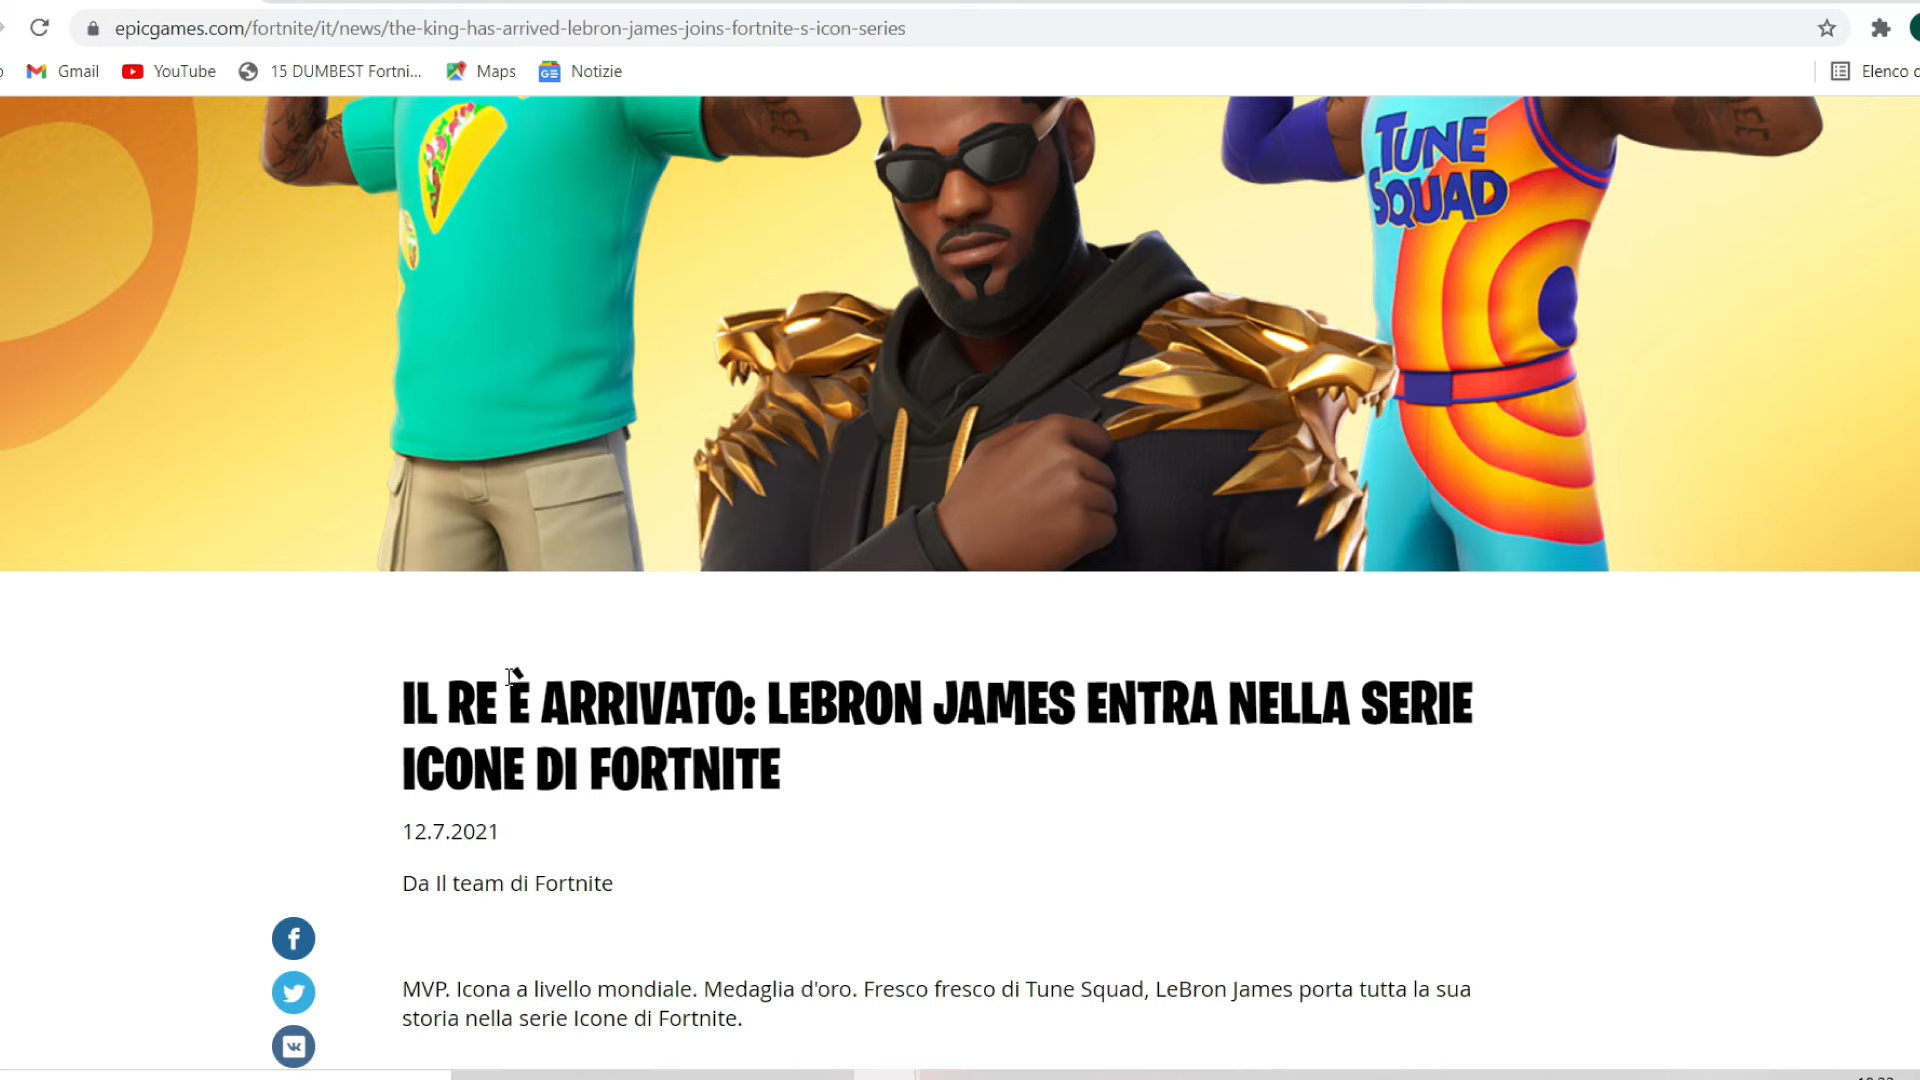 epicgames.com/fortnite/it/news/the-king-has-arrived-lebron-james-joins-fortnite-s-icon-series
Gmail YouTube 15 DUMBEST Fortni... Maps Notizie Elenco
TUNE
SQUAD
IL RE È ARRIVATO: LEBRON JAMES ENTRA NELLA SERIE
ICONE DI FORTNITE
12.7.2021
Da Il team di Fortnite
MVP. Icona a livello mondiale. Medaglia d'oro. Fresco fresco di Tune Squad, LeBron James porta tutta la sua
storia nella serie Icone di Fortnite.